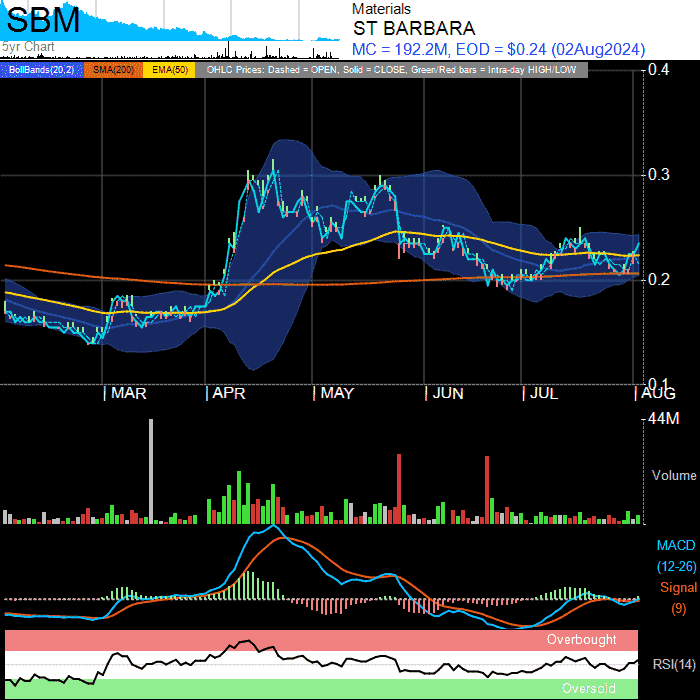 SBM
Materials
ST BARBARA
5yr Chart
MC = 192.2M, EOD = $0.24 (02Aug2024)
BollBands(20,2) SMA(200) EMA(50) OHLC Prices: Dashed = OPEN, Solid = CLOSE, Green/Red bars = Intra-day HIGH/LOW
0.4
0.3
0.2
0.1
| MAR | APR | MAY | JUN | JUL | AUG
44M
Volume
MACD
(12-26)
Signal
(9)
Overbought
RSI(14)
Oversold